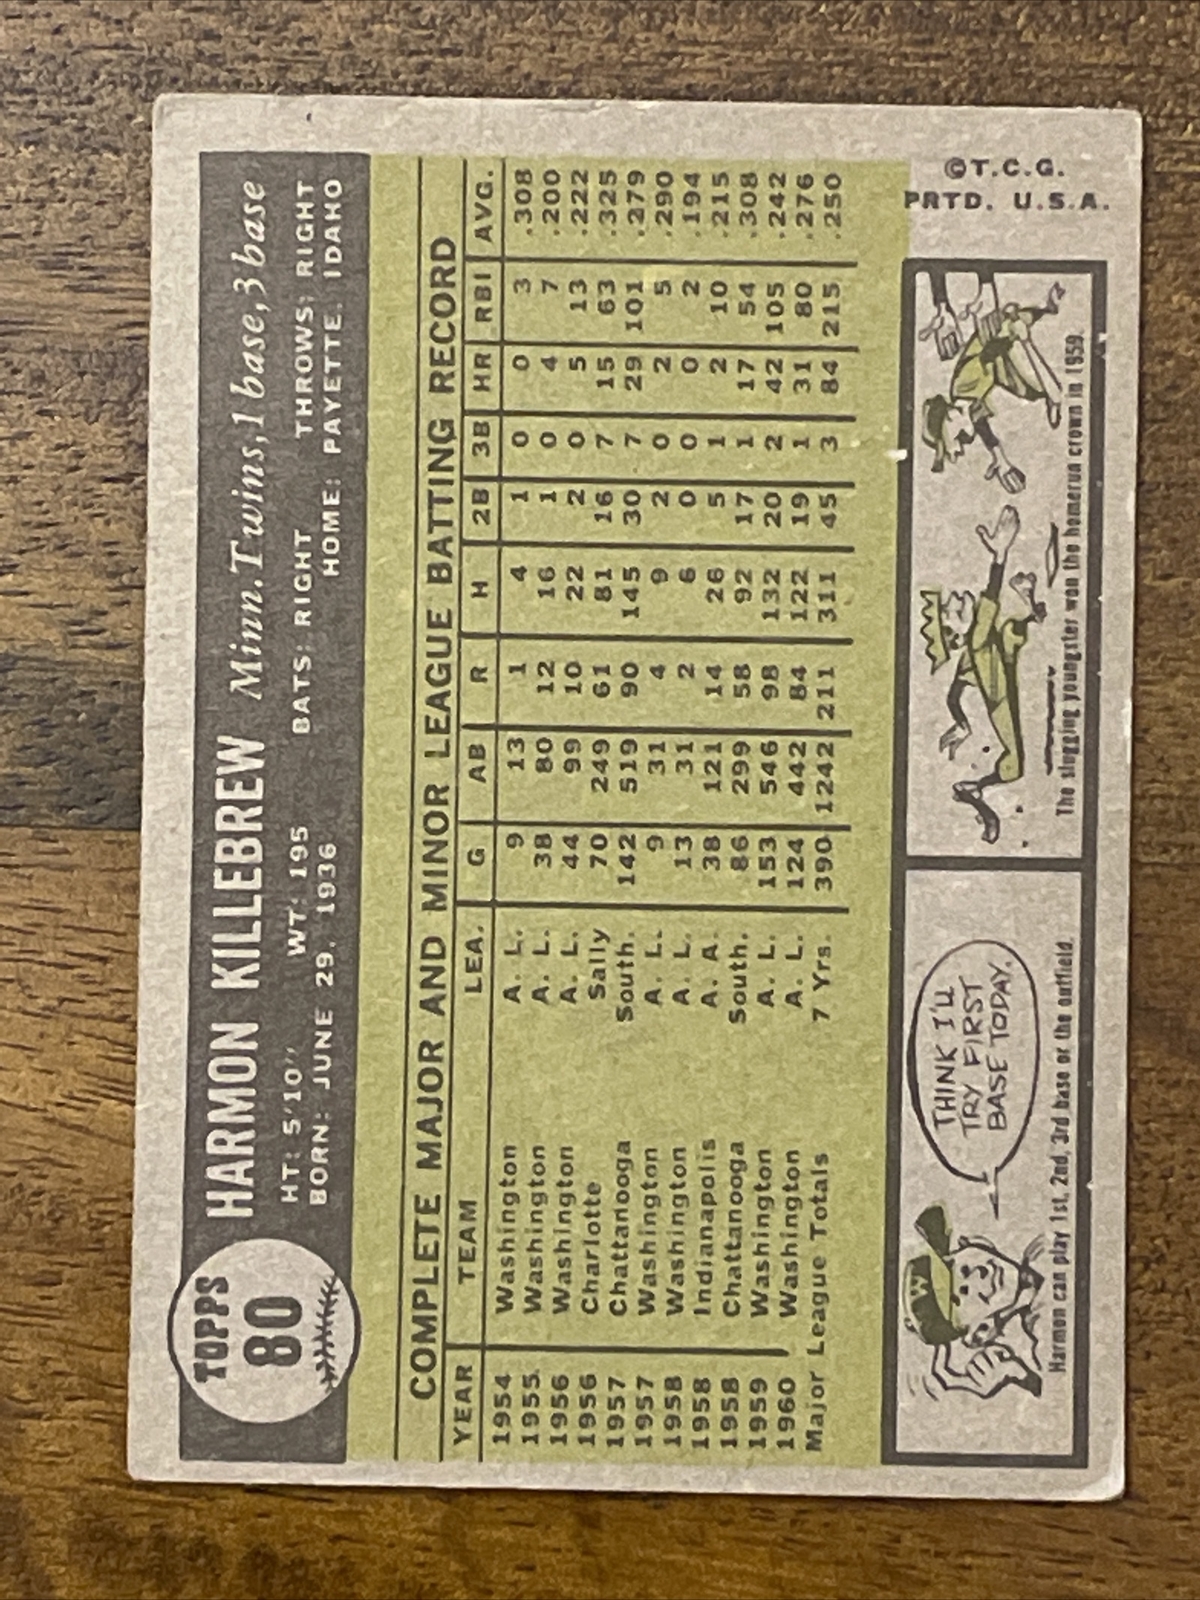 TOPPS
80
HARMON KILLEBREW Minn. Twins, 1 base, 3 base
HT: 5'10" WT: 195 BATS: RIGHT THROWS: RIGHT
BORN: JUNE 29, 1936 HOME: PAYETTE, IDAHO
COMPLETE MAJOR AND MINOR LEAGUE BATTING RECORD
YEAR TEAM LEA. G AB R H 2B 3B HR RBI AVG.
1954 Washington A. L. 9 13 1 4 1 0 0 3 .308
1955 Washington A. L. 38 80 12 16 1 0 4 7 .200
1956 Washington A. L. 44 99 10 22 2 0 5 13 .222
1956 Charlotte Sally 70 249 61 81 16 7 15 63 .325
1957 Chattanooga South. 142 519 90 145 30 7 29 101 .279
1957 Washington A. L. 9 31 4 9 2 0 2 5 .290
1958 Washington A. L. 13 31 2 6 0 0 0 2 .194
1958 Indianapolis A. A. 38 121 14 26 5 1 2 10 .215
1958 Chattanooga South. 86 299 58 92 17 1 17 54 .308
1959 Washington A. L. 153 546 98 132 20 2 42 105 .242
1960 Washington A. L. 124 442 84 122 19 1 31 80 .276
Major League Totals 7 Yrs. 390 1242 211 311 45 3 84 215 .250
THINK I'LL
TRY FIRST
BASE TODAY.
W
Harmon can play 1st, 2nd, 3rd base or the outfield.
The slugging youngster won the homerun crown in 1959.
©T.C.G.
PRTD. U.S.A.